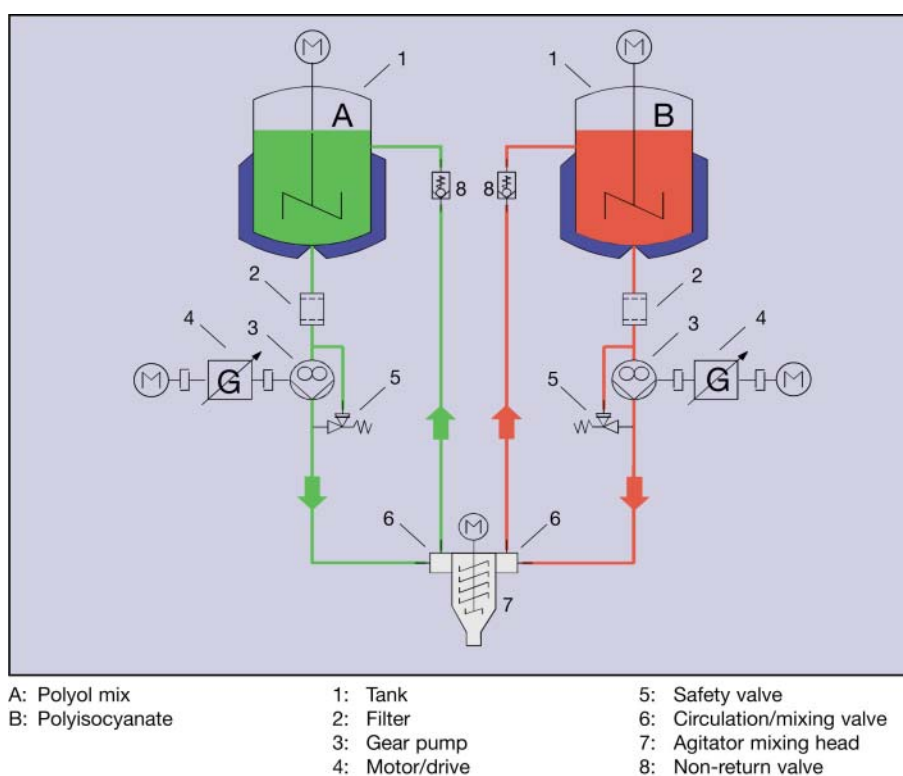 M
M
1
1
A
B
8
8
2
2
4
3
3
4
M
G
G
M
5
5
6
M
6
7
A: Polyol mix
B: Polyisocyanate
1: Tank
2: Filter
3: Gear pump
4: Motor/drive
5: Safety valve
6: Circulation/mixing valve
7: Agitator mixing head
8: Non-return valve